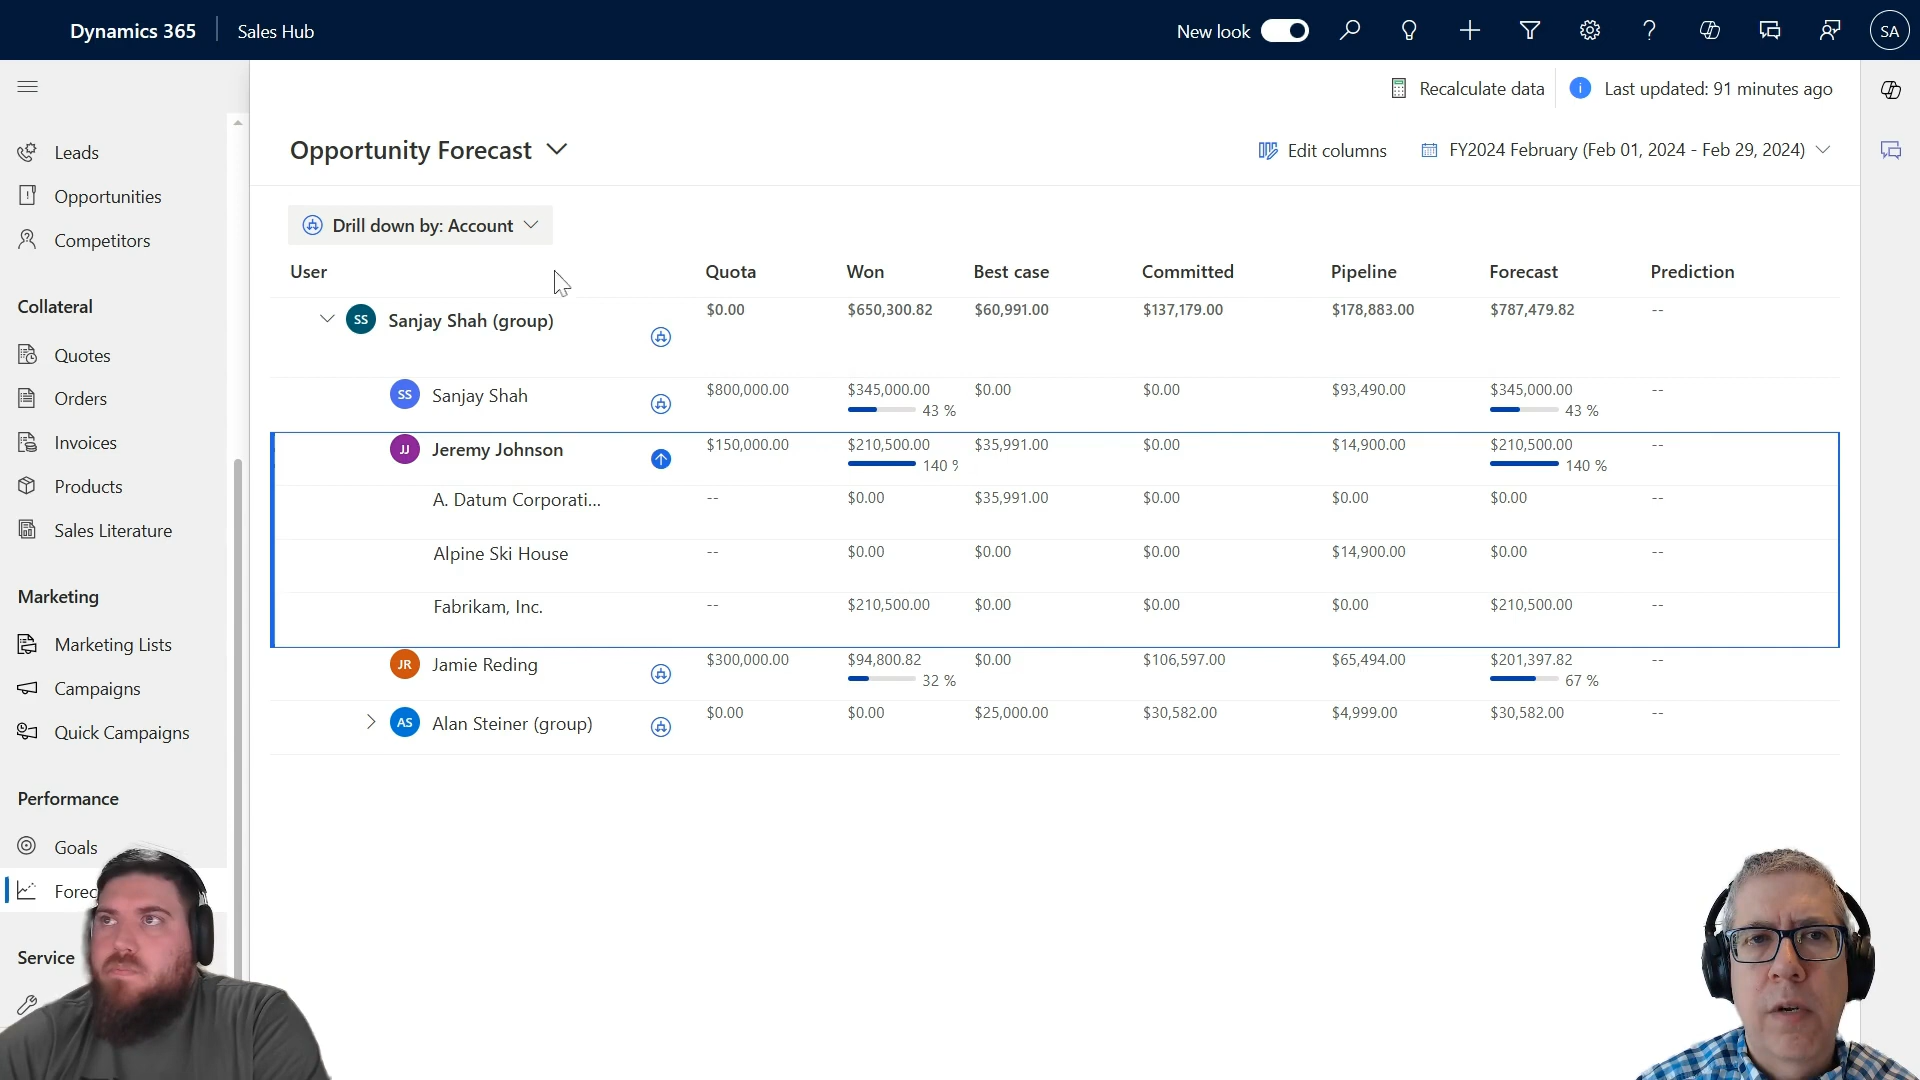 Dynamics 365 Sales Hub New look SA
Recalculate data Last updated: 91 minutes ago
Opportunity Forecast Edit columns FY2024 February (Feb 01, 2024 - Feb 29, 2024)
Drill down by: Account
User Quota Won Best case Committed Pipeline Forecast Prediction
SS Sanjay Shah (group) $0.00 $650,300.82 $60,991.00 $137,179.00 $178,883.00 $787,479.82 --
SS Sanjay Shah $800,000.00 $345,000.00 $0.00 $0.00 $93,490.00 $345,000.00 --
43 % 43 %
JJ Jeremy Johnson $150,000.00 $210,500.00 $35,991.00 $0.00 $14,900.00 $210,500.00 --
140 % 140 %
A. Datum Corporati... -- $0.00 $35,991.00 $0.00 $0.00 $0.00 --
Alpine Ski House -- $0.00 $0.00 $0.00 $14,900.00 $0.00 --
Fabrikam, Inc. -- $210,500.00 $0.00 $0.00 $0.00 $210,500.00 --
JR Jamie Reding $300,000.00 $94,800.82 $0.00 $106,597.00 $65,494.00 $201,397.82 --
32 % 67 %
AS Alan Steiner (group) $0.00 $0.00 $25,000.00 $30,582.00 $4,999.00 $30,582.00 --
Leads
Opportunities
Competitors
Collateral
Quotes
Orders
Invoices
Products
Sales Literature
Marketing
Marketing Lists
Campaigns
Quick Campaigns
Performance
Goals
Forec
Service